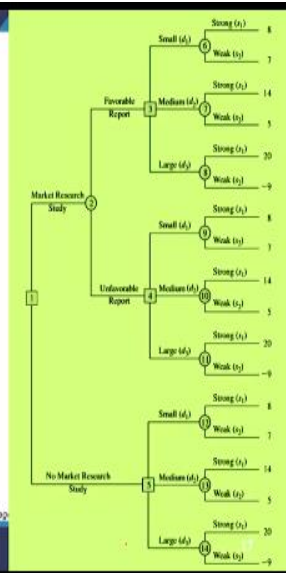 Strong (s₁) 8
Small (d₁)
6
Weak (s₂) 7
Strong (s₁) 14
Favorable 3 Medium (d₂) 7
Report
Weak (s₂) 5
Strong (s₁) 20
Large (d₃) 8
Weak (s₂) -9
Market Research 2
Study
Strong (s₁) 8
Small (d₁) 9
Weak (s₂) 7
Strong (s₁) 14
Unfavorable 4 Medium (d₂) 10
Report
Weak (s₂) 5
1
Strong (s₁) 20
Large (d₃) 11
Weak (s₂) -9
Strong (s₁) 8
Small (d₁) 12
Weak (s₂) 7
Strong (s₁) 14
No Market Research 5 Medium (d₂) 13
Study
Weak (s₂) 5
Strong (s₁) 20
Large (d₃) 14
Weak (s₂) -9